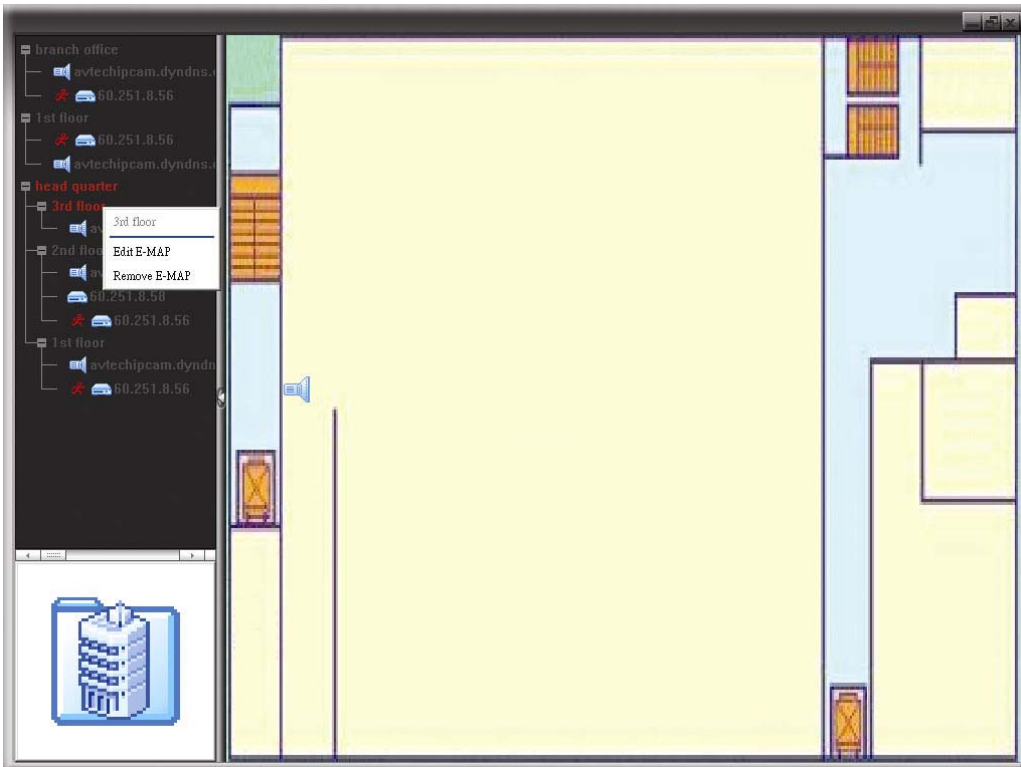 branch office
avtechipcam.dyndns.
60.251.8.56
1st floor
60.251.8.56
avtechipcam.dyndns.
head quarter
3rd floor
3rd floor
Edit E-MAP
Remove E-MAP
2nd floo
60.251.8.58
60.251.8.56
1st floor
avtechipcam.dyndn
60.251.8.56